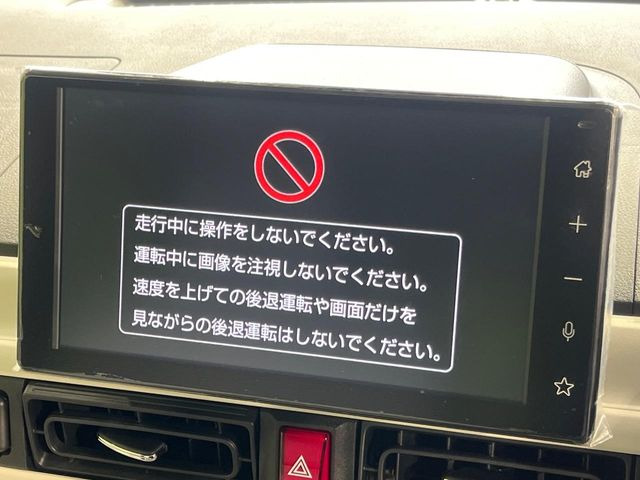 走行中に操作をしないでください。
運転中に画像を注視しないでください。
速度を上げての後退運転や画面だけを
見ながらの後退運転はしないでください。